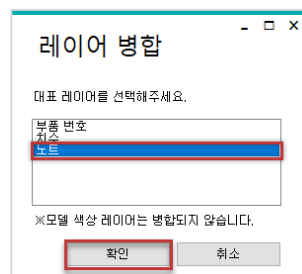 레이어 병합
대표 레이어를 선택해주세요.
부품 번호
치수
노트
※모델 색상 레이어는 병합되지 않습니다.
확인
취소